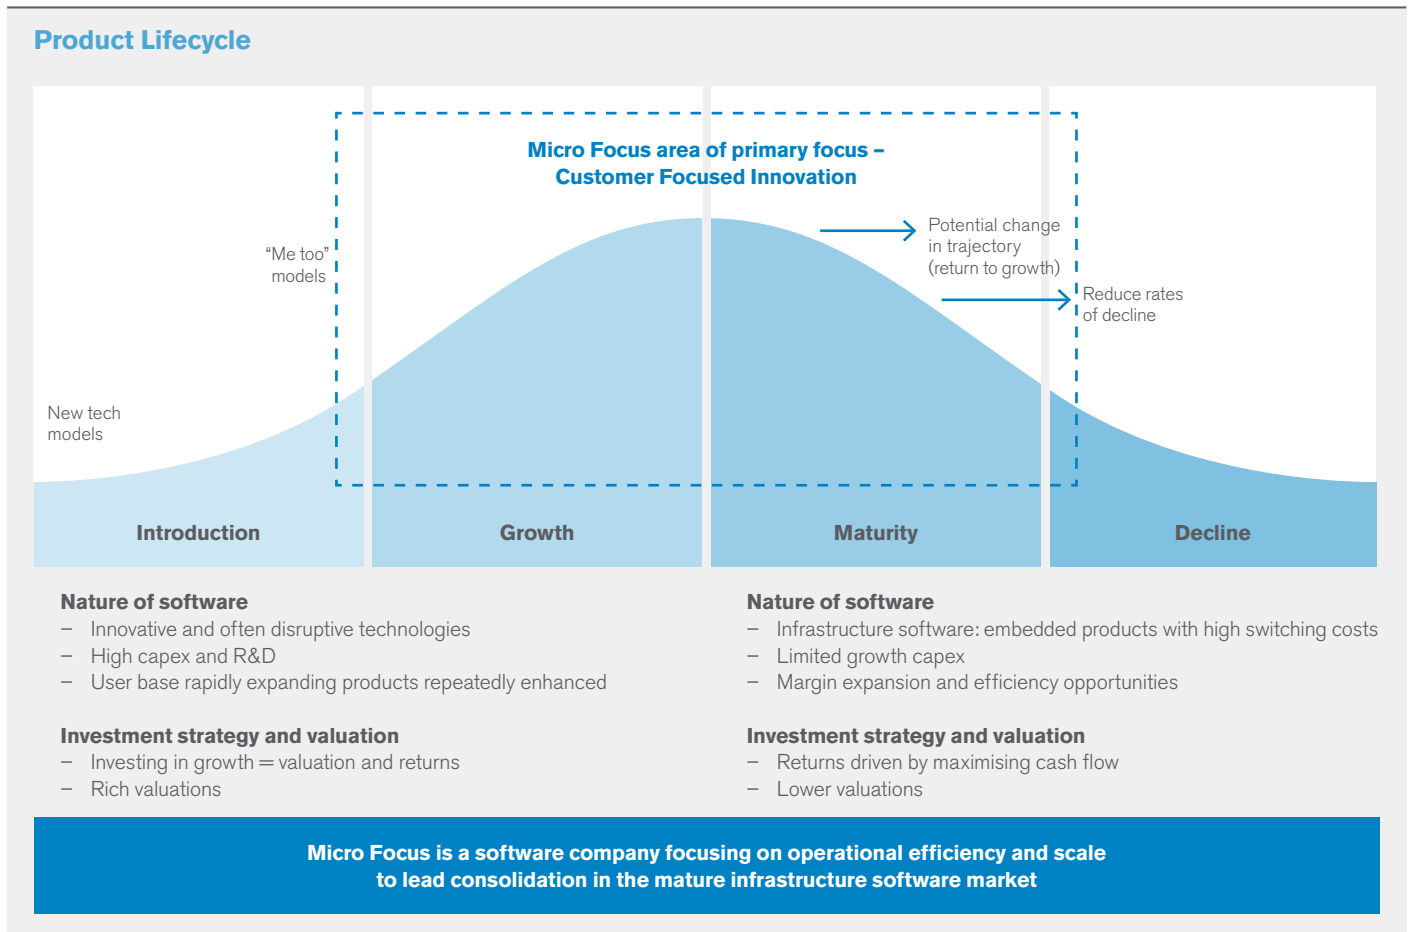 Product Lifecycle
Micro Focus area of primary focus –
Customer Focused Innovation
“Me too”
models
New tech
models
Potential change
in trajectory
(return to growth)
Reduce rates
of decline
Introduction
Growth
Maturity
Decline
Nature of software
– Innovative and often disruptive technologies
– High capex and R&D
– User base rapidly expanding products repeatedly enhanced
Investment strategy and valuation
– Investing in growth = valuation and returns
– Rich valuations
Nature of software
– Infrastructure software: embedded products with high switching costs
– Limited growth capex
– Margin expansion and efficiency opportunities
Investment strategy and valuation
– Returns driven by maximising cash flow
– Lower valuations
Micro Focus is a software company focusing on operational efficiency and scale
to lead consolidation in the mature infrastructure software market